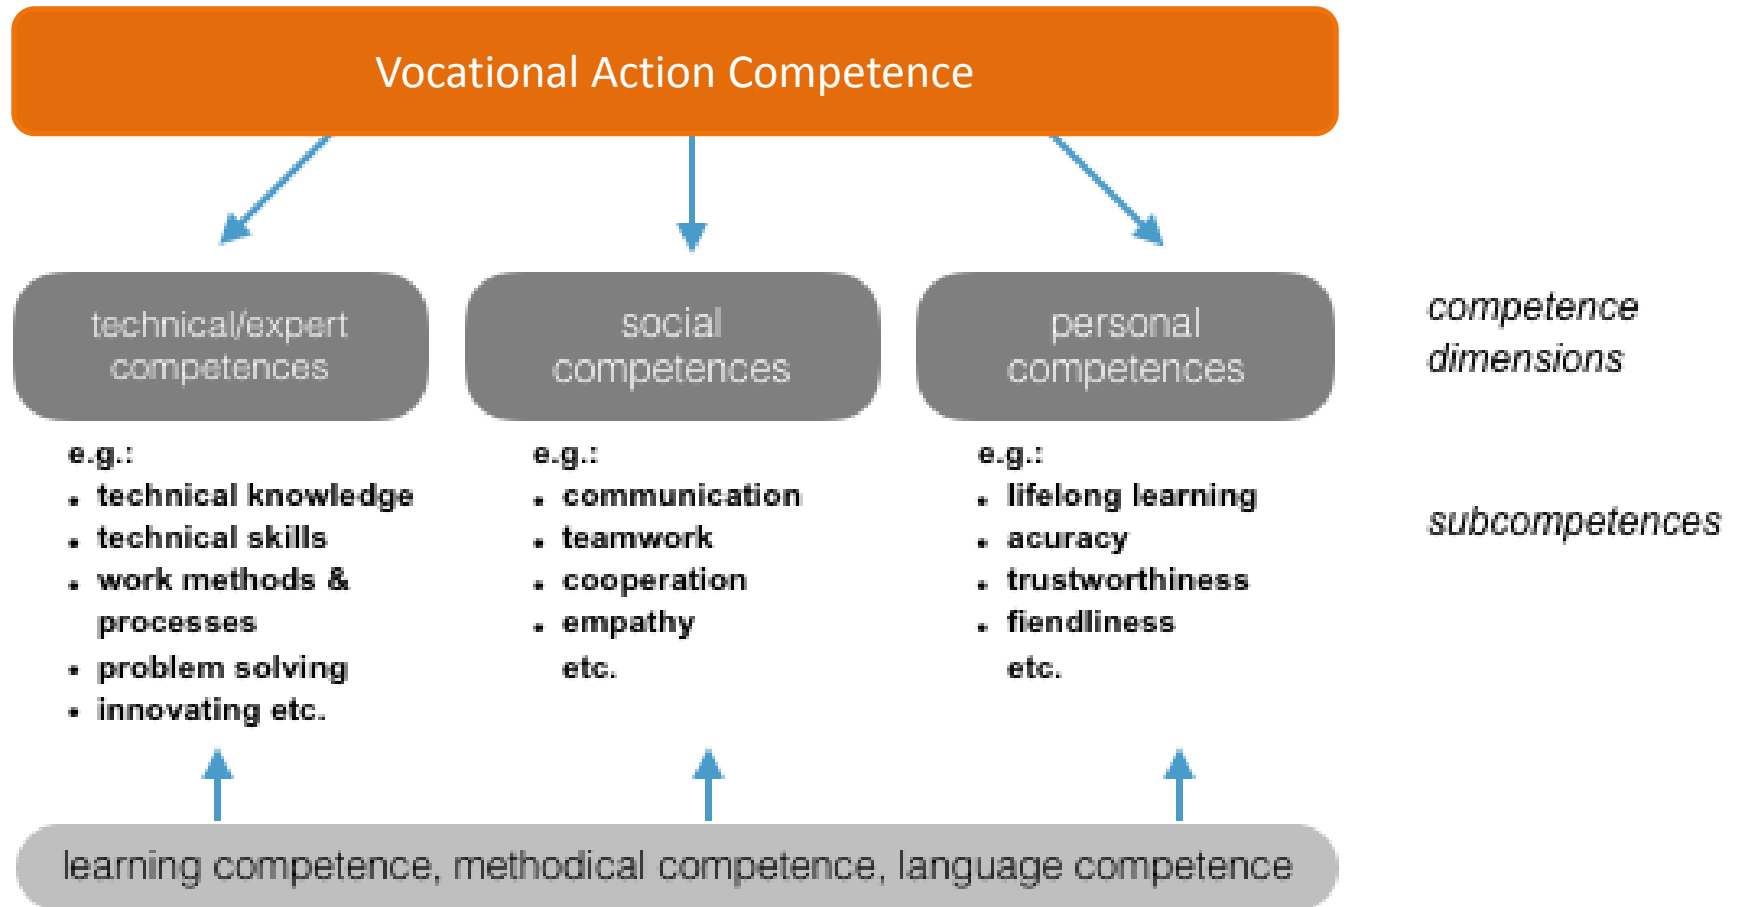 Vocational Action Competence
technical/expert
competences
social
competences
personal
competences
competence
dimensions
e.g.:
• technical knowledge
• technical skills
• work methods &
processes
• problem solving
• innovating etc.
e.g.:
• communication
• teamwork
• cooperation
• empathy
etc.
e.g.:
• lifelong learning
• acuracy
• trustworthiness
• fiendliness
etc.
subcompetences
learning competence, methodical competence, language competence